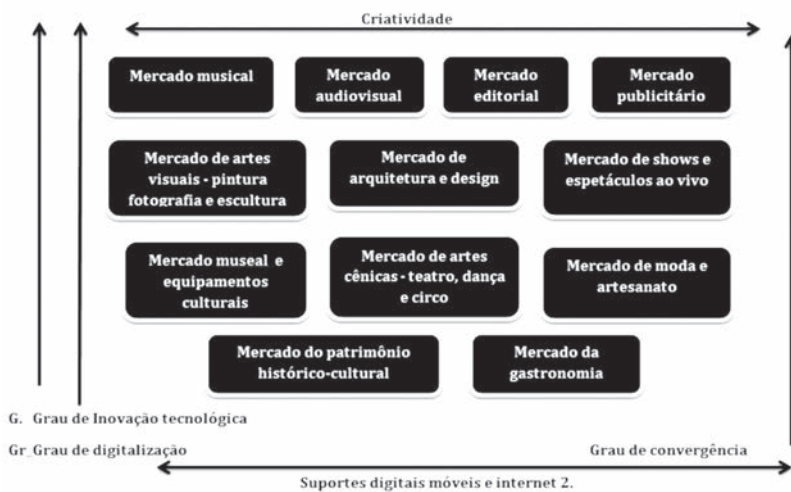 Criatividade
Mercado musical
Mercado
audiovisual
Mercado
editorial
Mercado
publicitário
Mercado de artes
visuais - pintura
fotografia e escultura
Mercado de
arquitetura e design
Mercado de shows e
espetáculos ao vivo
Mercado museal e
equipamentos
culturais
Mercado de artes
cênicas - teatro, dança
e circo
Mercado de moda e
artesanato
Mercado do patrimônio
histórico-cultural
Mercado da
gastronomia
G. Grau de Inovação tecnológica
Gr_Grau de digitalização
Grau de convergência
Suportes digitais móveis e internet 2.